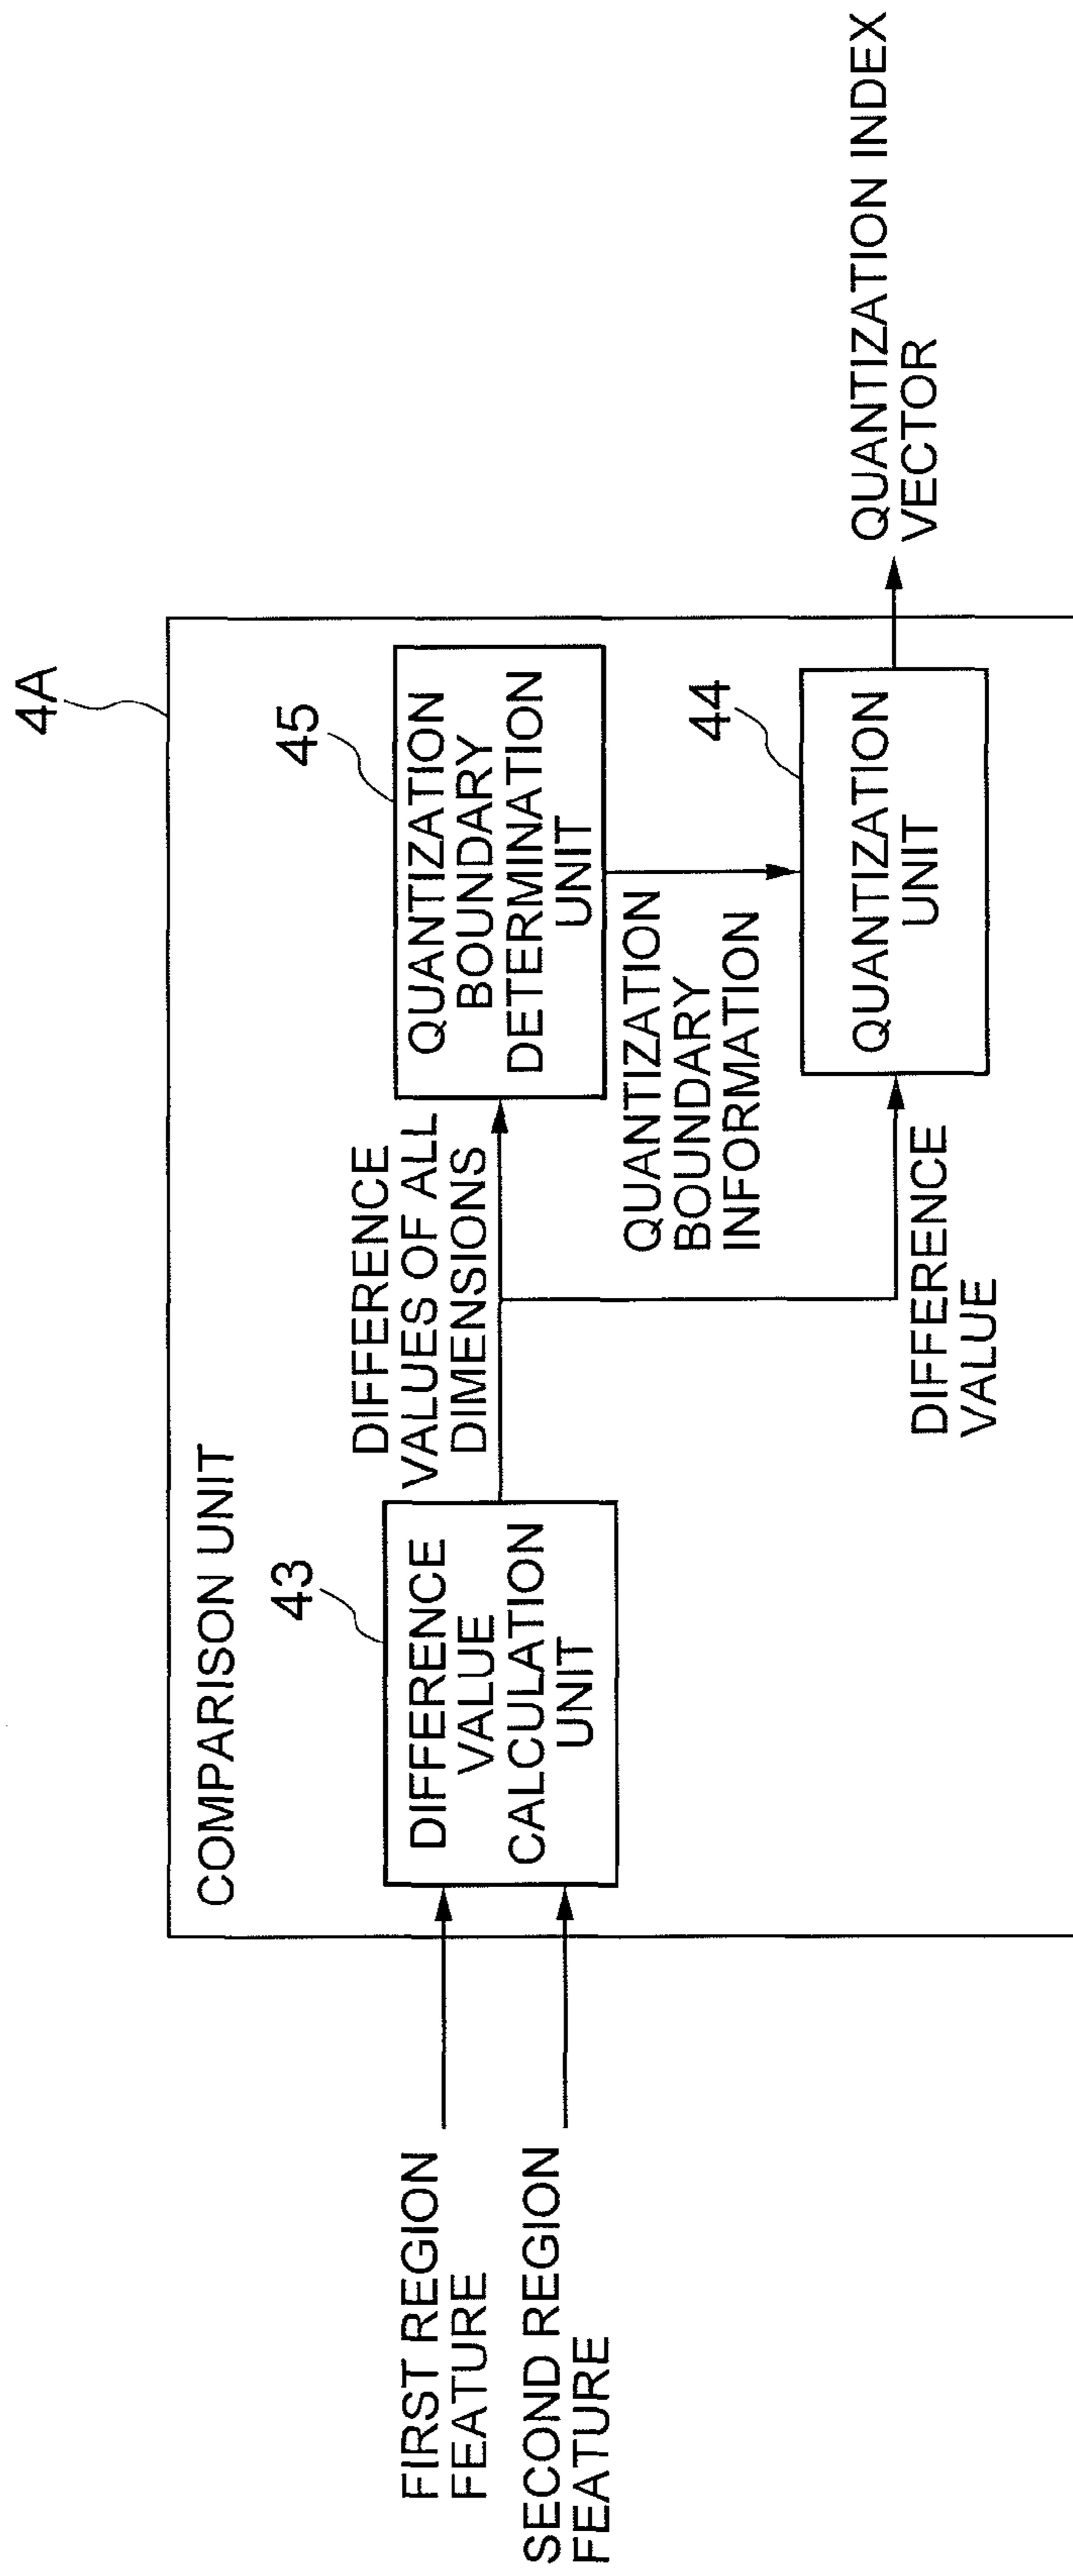 4A
COMPARISON UNIT
FIRST REGION
FEATURE
SECOND REGION
FEATURE
43
DIFFERENCE
VALUE
CALCULATION
UNIT
DIFFERENCE
VALUES OF ALL
DIMENSIONS
45
QUANTIZATION
BOUNDARY
DETERMINATION
UNIT
QUANTIZATION
BOUNDARY
INFORMATION
DIFFERENCE
VALUE
44
QUANTIZATION
UNIT
QUANTIZATION INDEX
VECTOR